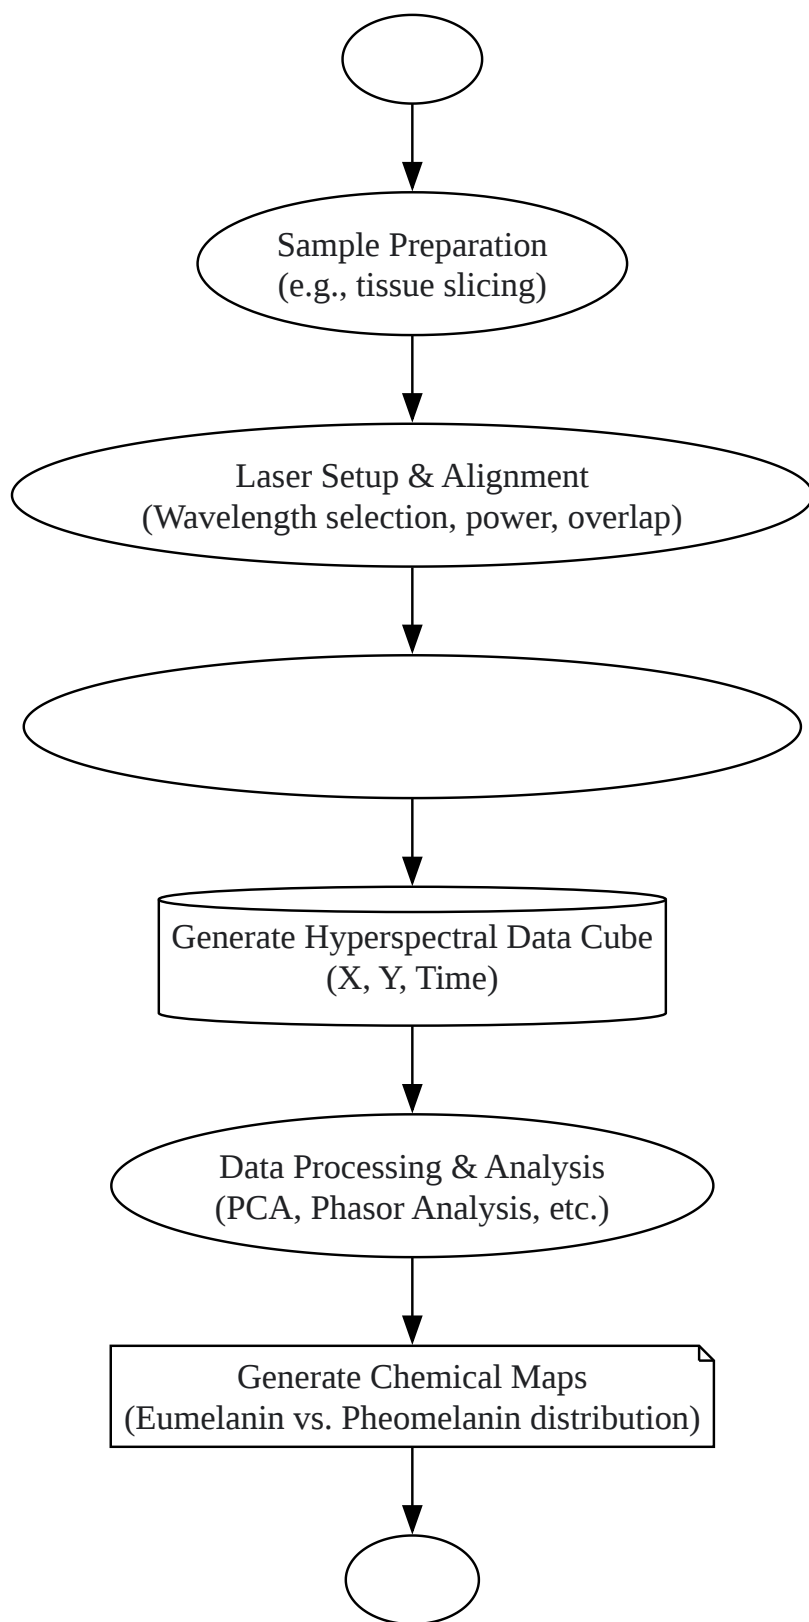 Sample Preparation
(e.g., tissue slicing)
Laser Setup & Alignment
(Wavelength selection, power, overlap)
Generate Hyperspectral Data Cube
(X, Y, Time)
Data Processing & Analysis
(PCA, Phasor Analysis, etc.)
Generate Chemical Maps
(Eumelanin vs. Pheomelanin distribution)